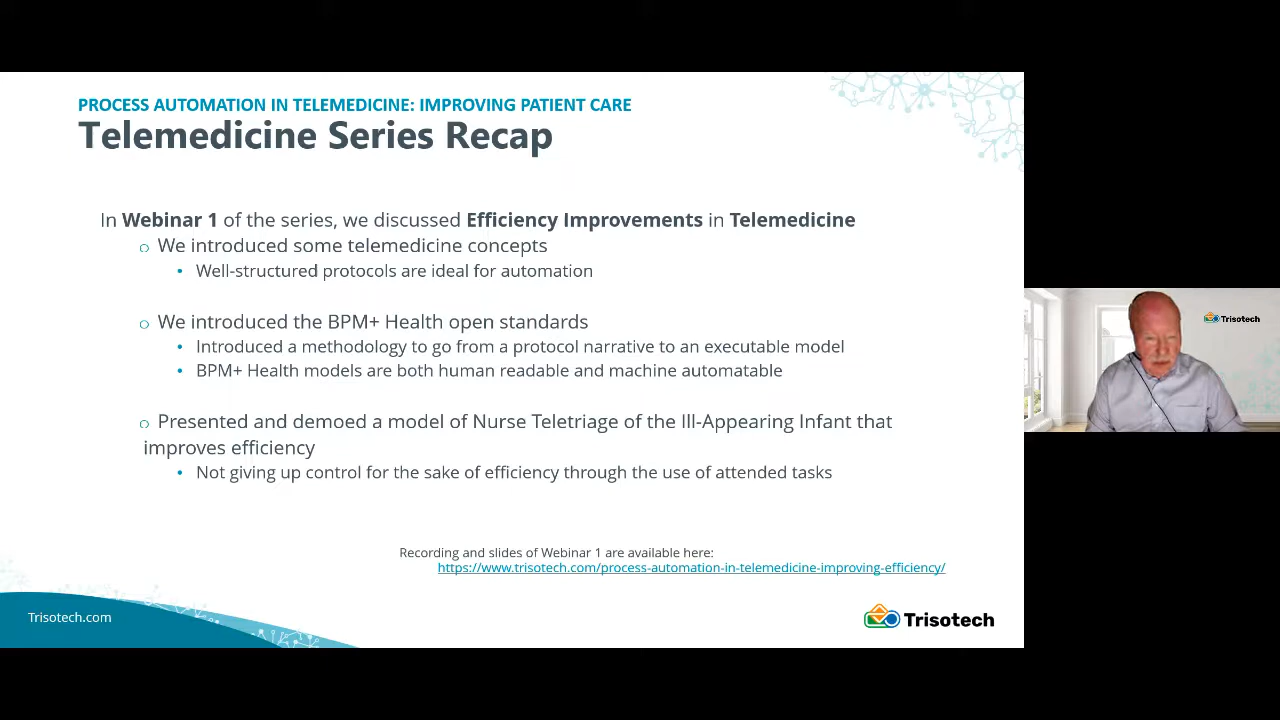 PROCESS AUTOMATION IN TELEMEDICINE: IMPROVING PATIENT CARE
Telemedicine Series Recap
In Webinar 1 of the series, we discussed Efficiency Improvements in Telemedicine
o We introduced some telemedicine concepts
• Well-structured protocols are ideal for automation
o We introduced the BPM+ Health open standards
• Introduced a methodology to go from a protocol narrative to an executable model
• BPM+ Health models are both human readable and machine automatable
o Presented and demoed a model of Nurse Teletriage of the Ill-Appearing Infant that
improves efficiency
• Not giving up control for the sake of efficiency through the use of attended tasks
Recording and slides of Webinar 1 are available here:
https://www.trisotech.com/process-automation-in-telemedicine-improving-efficiency/
Trisotech.com
Trisotech
Trisotech